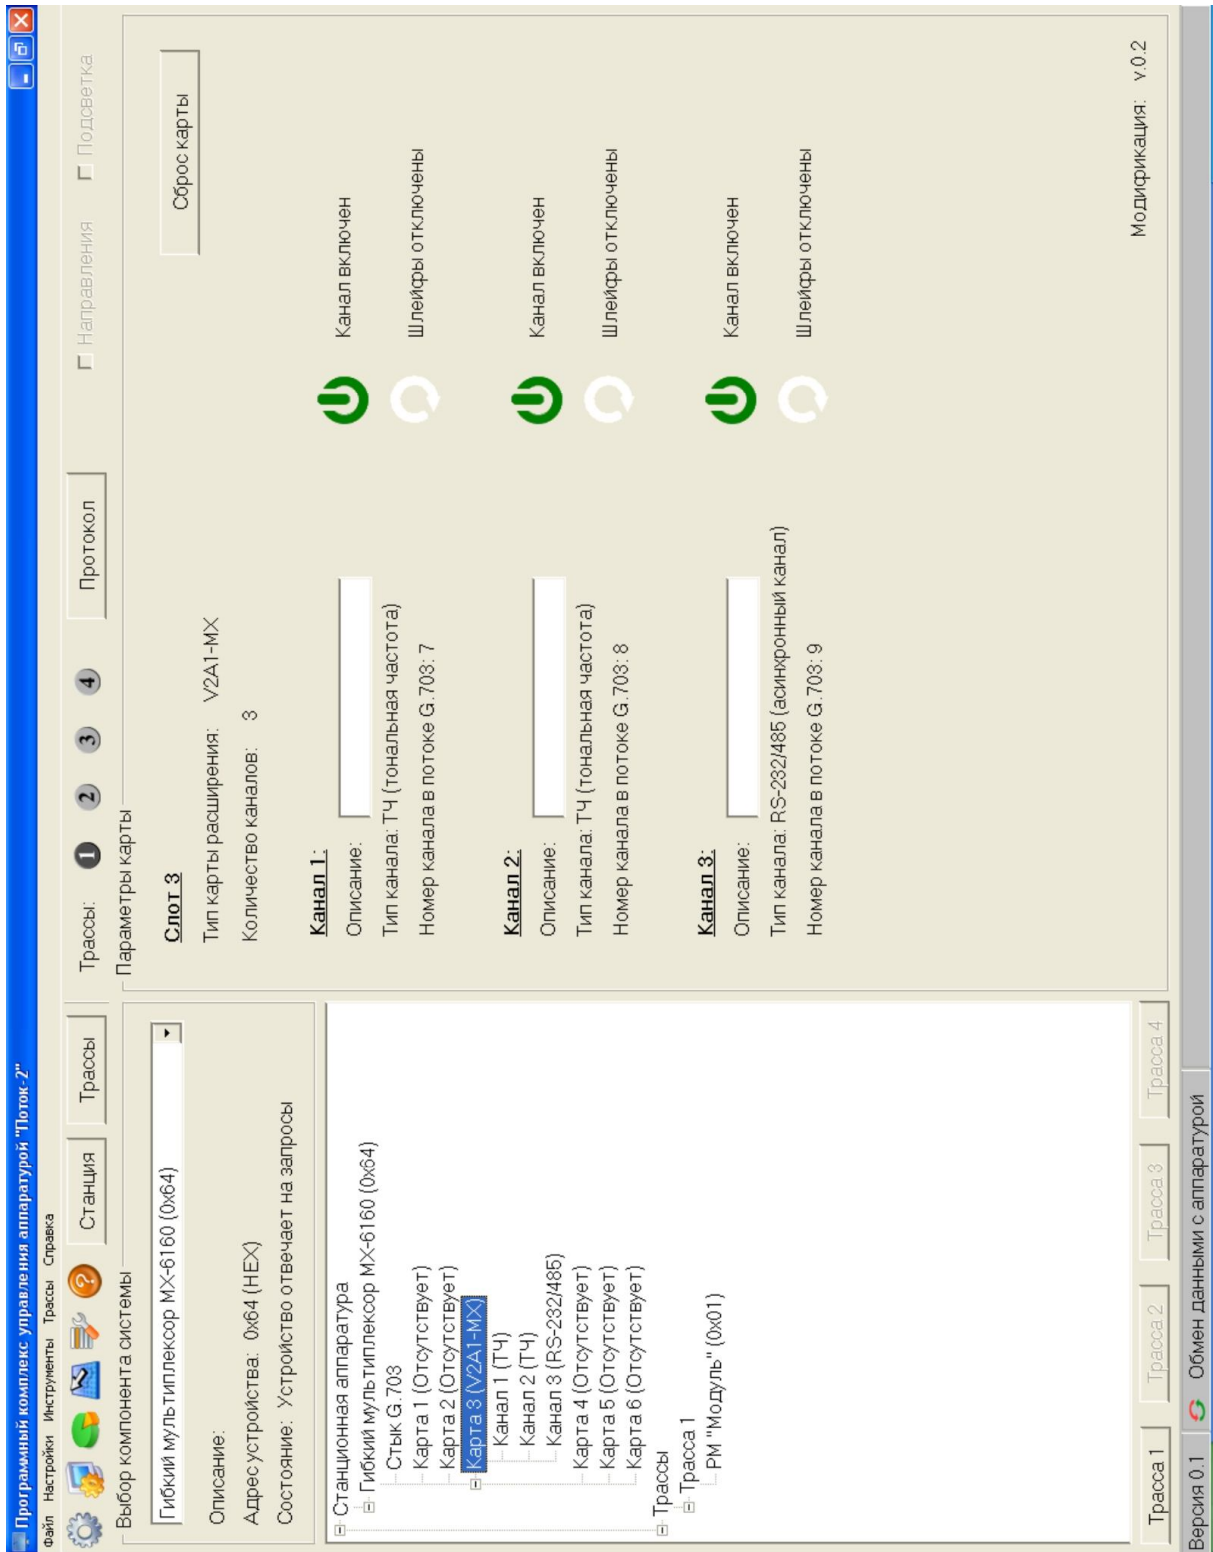 Программный комплекс управления аппаратурой "Поток-2"
Файл Настройки Инструменты Трассы Справка
Станция Трассы Трассы: 1 2 3 4 Протокол Направления Подсветка
Выбор компонента системы
Гибкий мультиплексор MX-6160 (0x64)
Описание:
Адрес устройства: 0x64 (HEX)
Состояние: Устройство отвечает на запросы
Станционная аппаратура
Гибкий мультиплексор MX-6160 (0x64)
Стык G.703
Карта 1 (Отсутствует)
Карта 2 (Отсутствует)
Карта 3 (V2A1-MX)
Канал 1 (ТЧ)
Канал 2 (ТЧ)
Канал 3 (RS-232/485)
Карта 4 (Отсутствует)
Карта 5 (Отсутствует)
Карта 6 (Отсутствует)
Трассы
Трасса 1
РМ "Модуль" (0x01)
Трасса 1 Трасса 2 Трасса 3 Трасса 4
Параметры карты
Слот 3
Сброс карты
Тип карты расширения: V2A1-MX
Количество каналов: 3
Канал 1:
Описание:
Канал включен
Тип канала: ТЧ (тональная частота)
Номер канала в потоке G.703: 7
Шлейфы отключены
Канал 2:
Описание:
Канал включен
Тип канала: ТЧ (тональная частота)
Номер канала в потоке G.703: 8
Шлейфы отключены
Канал 3:
Описание:
Канал включен
Тип канала: RS-232/485 (асинхронный канал)
Номер канала в потоке G.703: 9
Шлейфы отключены
Модификация: v.0.2
Версия 0.1 Обмен данными с аппаратурой